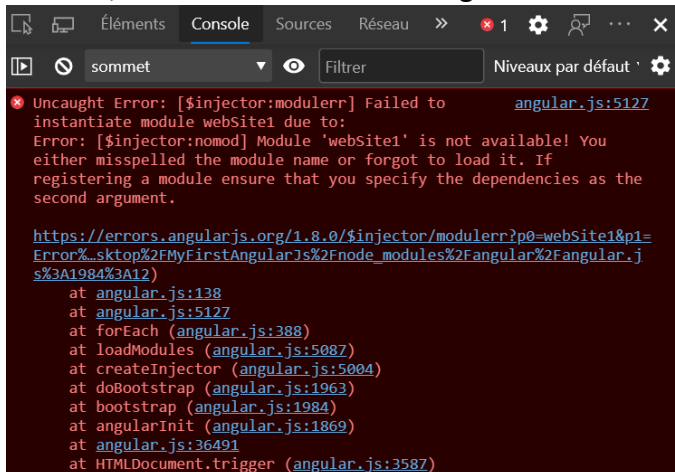 Éléments Console Sources Réseau » 1 ··· ×
sommet ▼ Filtrer Niveaux par défaut
Uncaught Error: [$injector:modulerr] Failed to angular.js:5127
instantiate module webSite1 due to:
Error: [$injector:nomod] Module 'webSite1' is not available! You
either misspelled the module name or forgot to load it. If
registering a module ensure that you specify the dependencies as the
second argument.
https://errors.angularjs.org/1.8.0/$injector/modulerr?p0=webSite1&p1=
Error%…sktop%2FMyFirstAngularJs%2Fnode_modules%2Fangular%2Fangular.j
s%3A1984%3A12)
at angular.js:138
at angular.js:5127
at forEach (angular.js:388)
at loadModules (angular.js:5087)
at createInjector (angular.js:5004)
at doBootstrap (angular.js:1963)
at bootstrap (angular.js:1984)
at angularInit (angular.js:1869)
at angular.js:36491
at HTMLDocument.trigger (angular.js:3587)